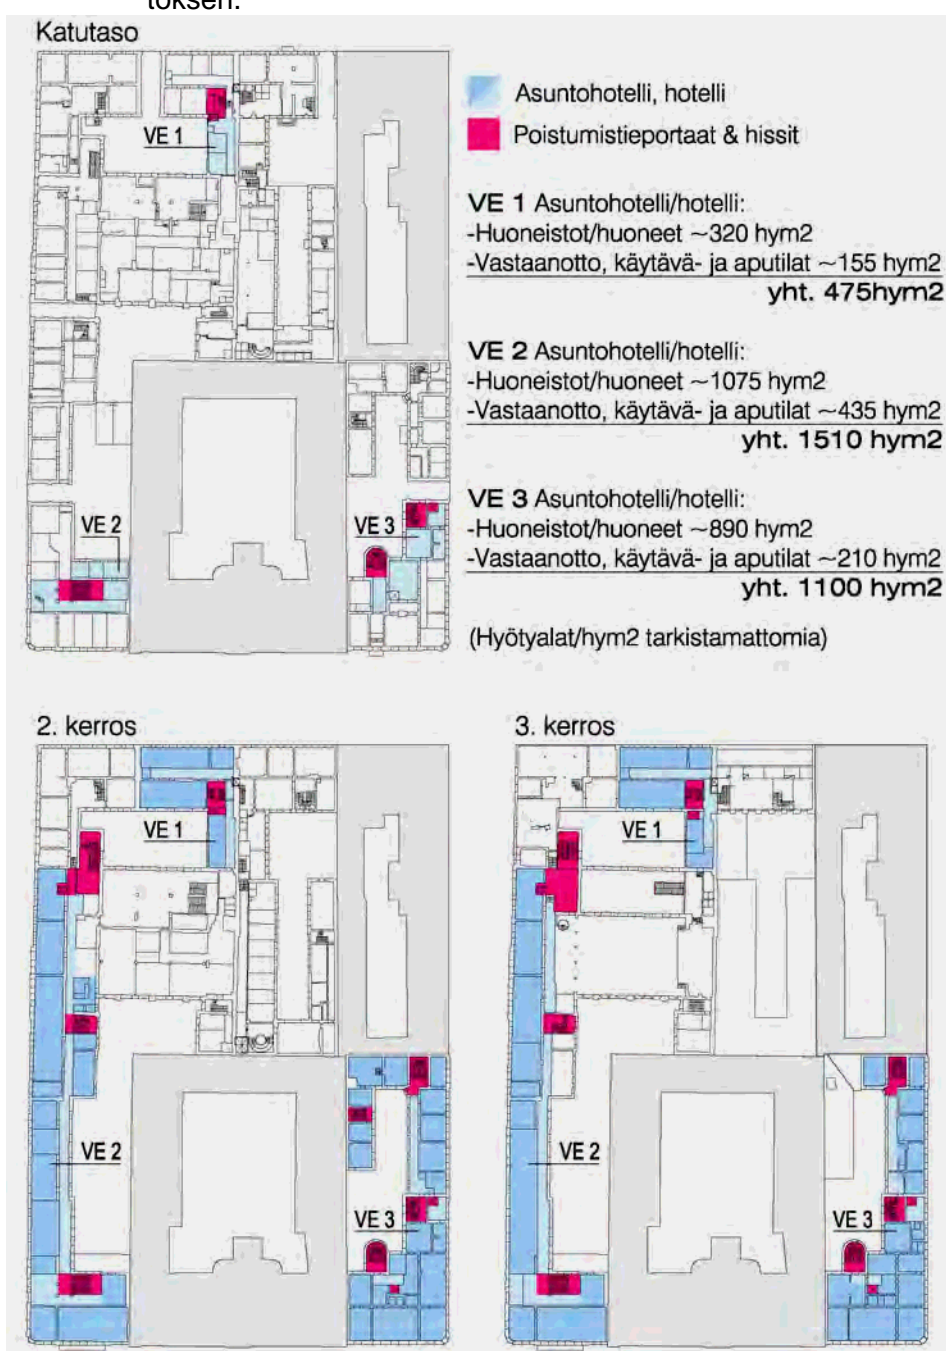 toksen.
Katutaso
Asuntohotelli, hotelli
Poistumistieportaat & hissit
VE 1
VE 1 Asuntohotelli/hotelli:
-Huoneistot/huoneet ~320 hym2
-Vastaanotto, käytävä- ja aputilat ~155 hym2
yht. 475hym2
VE 2 Asuntohotelli/hotelli:
-Huoneistot/huoneet ~1075 hym2
-Vastaanotto, käytävä- ja aputilat ~435 hym2
yht. 1510 hym2
VE 2
VE 3
VE 3 Asuntohotelli/hotelli:
-Huoneistot/huoneet ~890 hym2
-Vastaanotto, käytävä- ja aputilat ~210 hym2
yht. 1100 hym2
(Hyötyalat/hym2 tarkistamattomia)
2. kerros
VE 1
VE 2
VE 3
3. kerros
VE 1
VE 2
VE 3